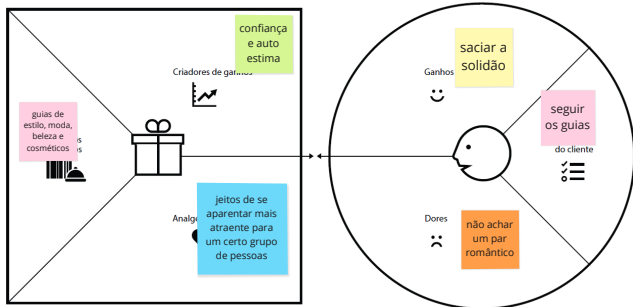 confiança
e auto
estima
Criadores de ganhos
guias de
estilo, moda,
beleza e
cosméticos
jeitos de se
aparentar mais
atraente para
um certo grupo
de pessoas
saciar a
solidão
Ganhos
seguir
os guias
do cliente
Dores
não achar
um par
romântico